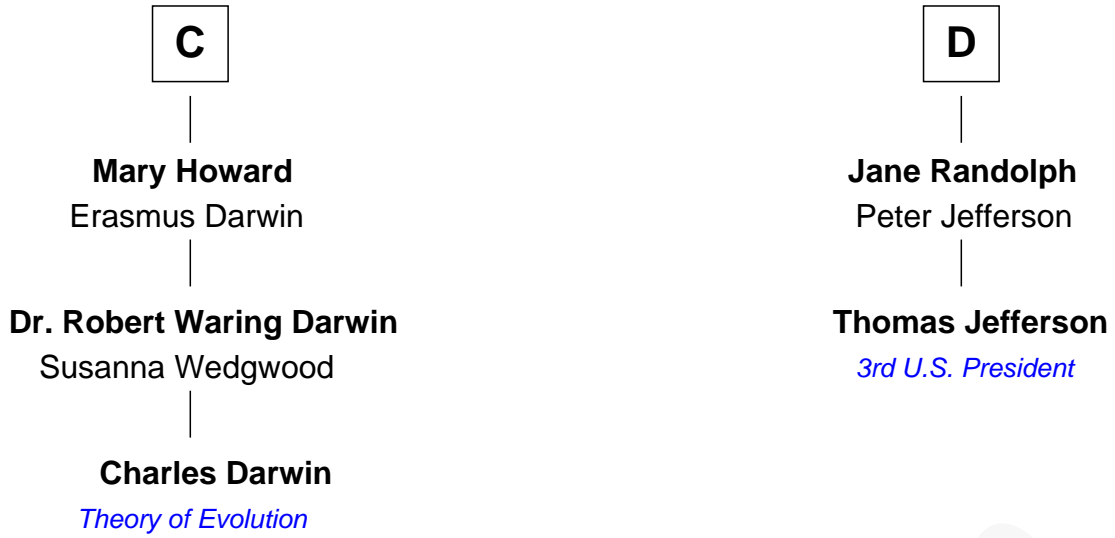 C
Mary Howard
Erasmus Darwin
Dr. Robert Waring Darwin
Susanna Wedgwood
Charles Darwin
Theory of Evolution
D
Jane Randolph
Peter Jefferson
Thomas Jefferson
3rd U.S. President